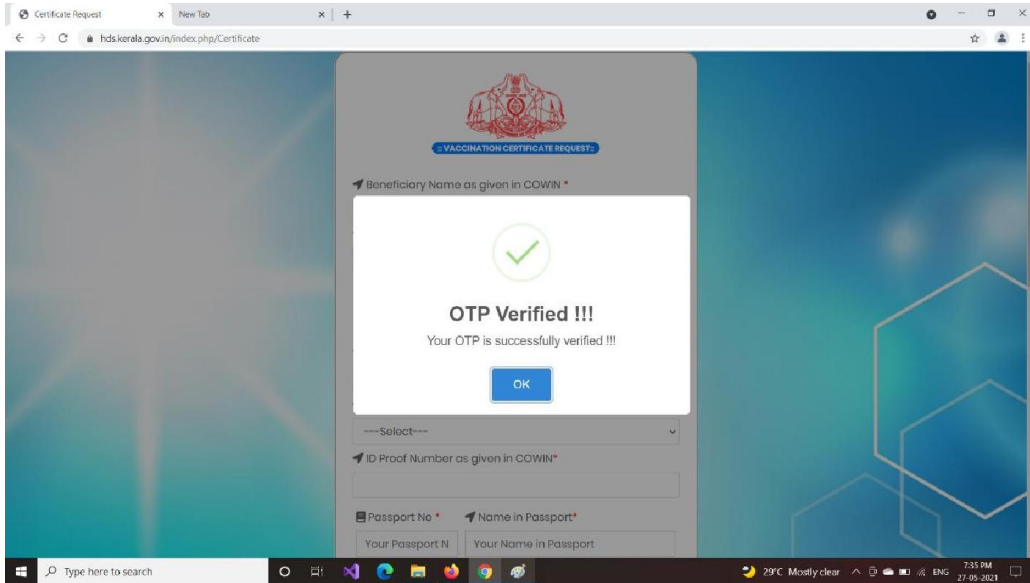 Certificate Request
New Tab
hds.kerala.gov.in/index.php/Certificate
::VACCINATION CERTIFICATE REQUEST::
Beneficiary Name as given in COWIN *
OTP Verified !!!
Your OTP is successfully verified !!!
OK
---Select---
ID Proof Number as given in COWIN*
Passport No * Name in Passport*
Your Passport N Your Name in Passport
Type here to search
29°C Mostly clear ENG
7:35 PM
27-05-2021